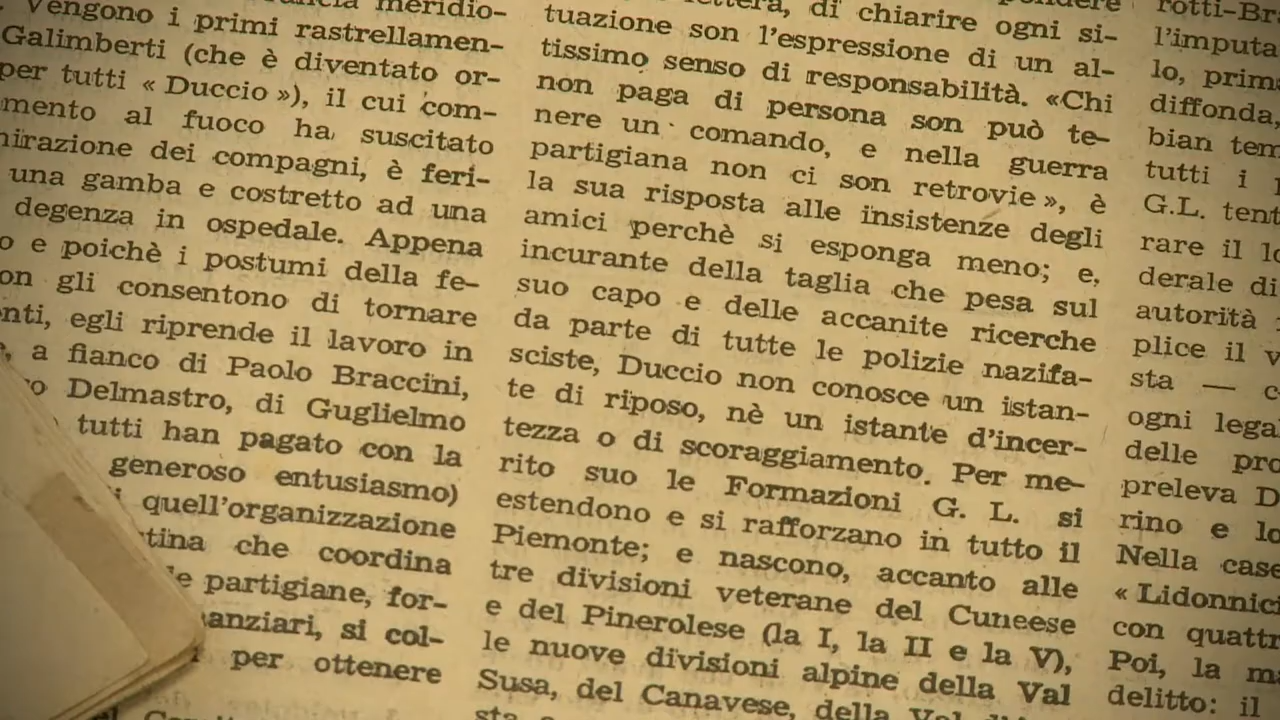 meridio-
Vengono i primi rastrellamen-
Galimberti (che è diventato or-
per tutti « Duccio »), il cui com-
mento al fuoco ha suscitato
dei compagni, è feri-
una gamba e costretto ad una
degenza in ospedale. Appena
o e poichè i postumi della fe-
on gli consentono di tornare
nti, egli riprende il lavoro in
a fianco di Paolo Braccini,
Delmastro, di Guglielmo
tutti han pagato con la
generoso entusiasmo)
quell'organizzazione
che coordina
partigiane, for-
anziari, si col-
per ottenere
di chiarire ogni si-
tuazione son l'espressione di un al-
tissimo senso di responsabilità. «Chi
non paga di persona son può te-
nere un comando, e nella guerra
partigiana non ci son retrovie », è
la sua risposta alle insistenze degli
amici perchè si esponga meno; e,
incurante della taglia che pesa sul
suo capo e delle accanite ricerche
da parte di tutte le polizie nazifa-
sciste, Duccio non conosce un istan-
te di riposo, nè un istante d'incer-
tezza o di scoraggiamento. Per me-
rito suo le Formazioni G. L. si
estendono e si rafforzano in tutto il
Piemonte; e nascono, accanto alle
tre divisioni veterane del Cuneese
e del Pinerolese (la I, la II e la V),
le nuove divisioni alpine della Val
Susa, del Canavese, della Val
rotti-Br
l'imputa
lo, prim
diffonda,
bian tem
tutti i
G.L. tent
rare il lo
derale di
autorità
plice il v
sta — c
ogni lega
delle pro
preleva D
rino e lo
Nella case
« Lidonnici
con quattr
Poi, la m
delitto: il